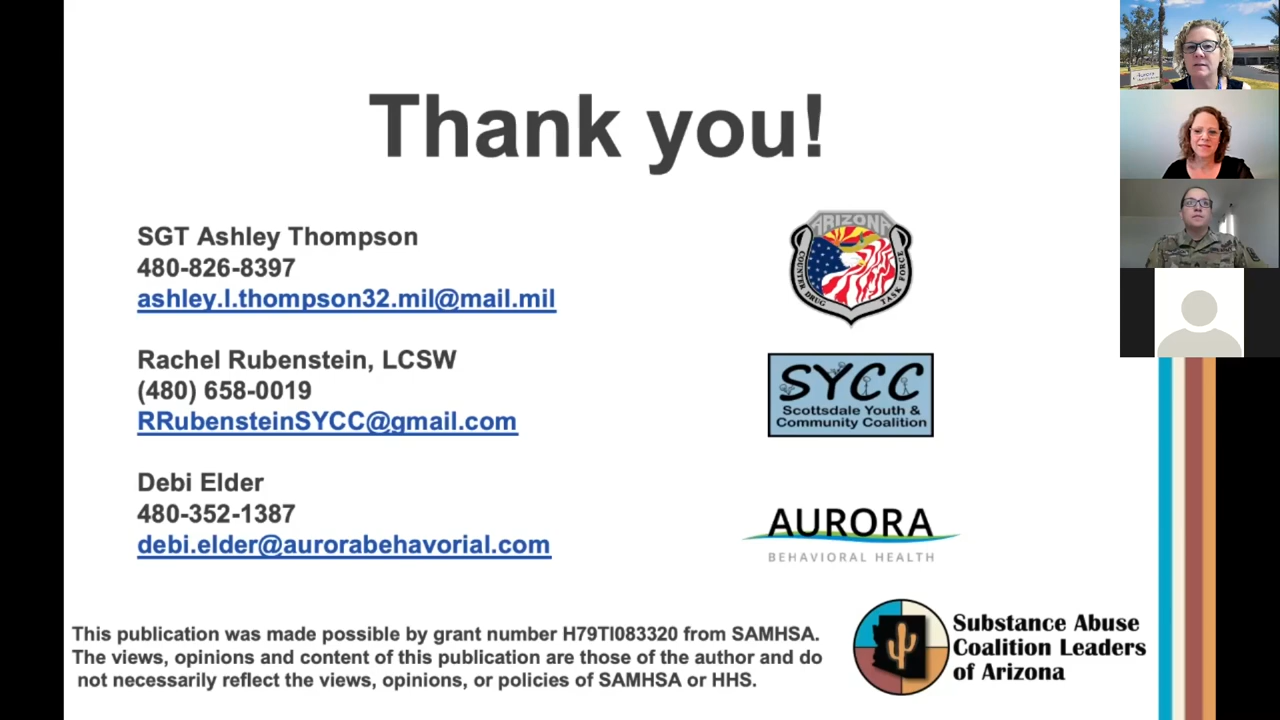 Thank you!
SGT Ashley Thompson
480-826-8397
ashley.l.thompson32.mil@mail.mil
Rachel Rubenstein, LCSW
(480) 658-0019
RRubensteinSYCC@gmail.com
Debi Elder
480-352-1387
debi.elder@aurorabehavorial.com
ARIZONA
COUNTER DRUG TASK FORCE
SYCC
Scottsdale Youth &
Community Coalition
AURORA
BEHAVIORAL HEALTH
This publication was made possible by grant number H79TI083320 from SAMHSA.
The views, opinions and content of this publication are those of the author and do
not necessarily reflect the views, opinions, or policies of SAMHSA or HHS.
Substance Abuse
Coalition Leaders
of Arizona
Aurora